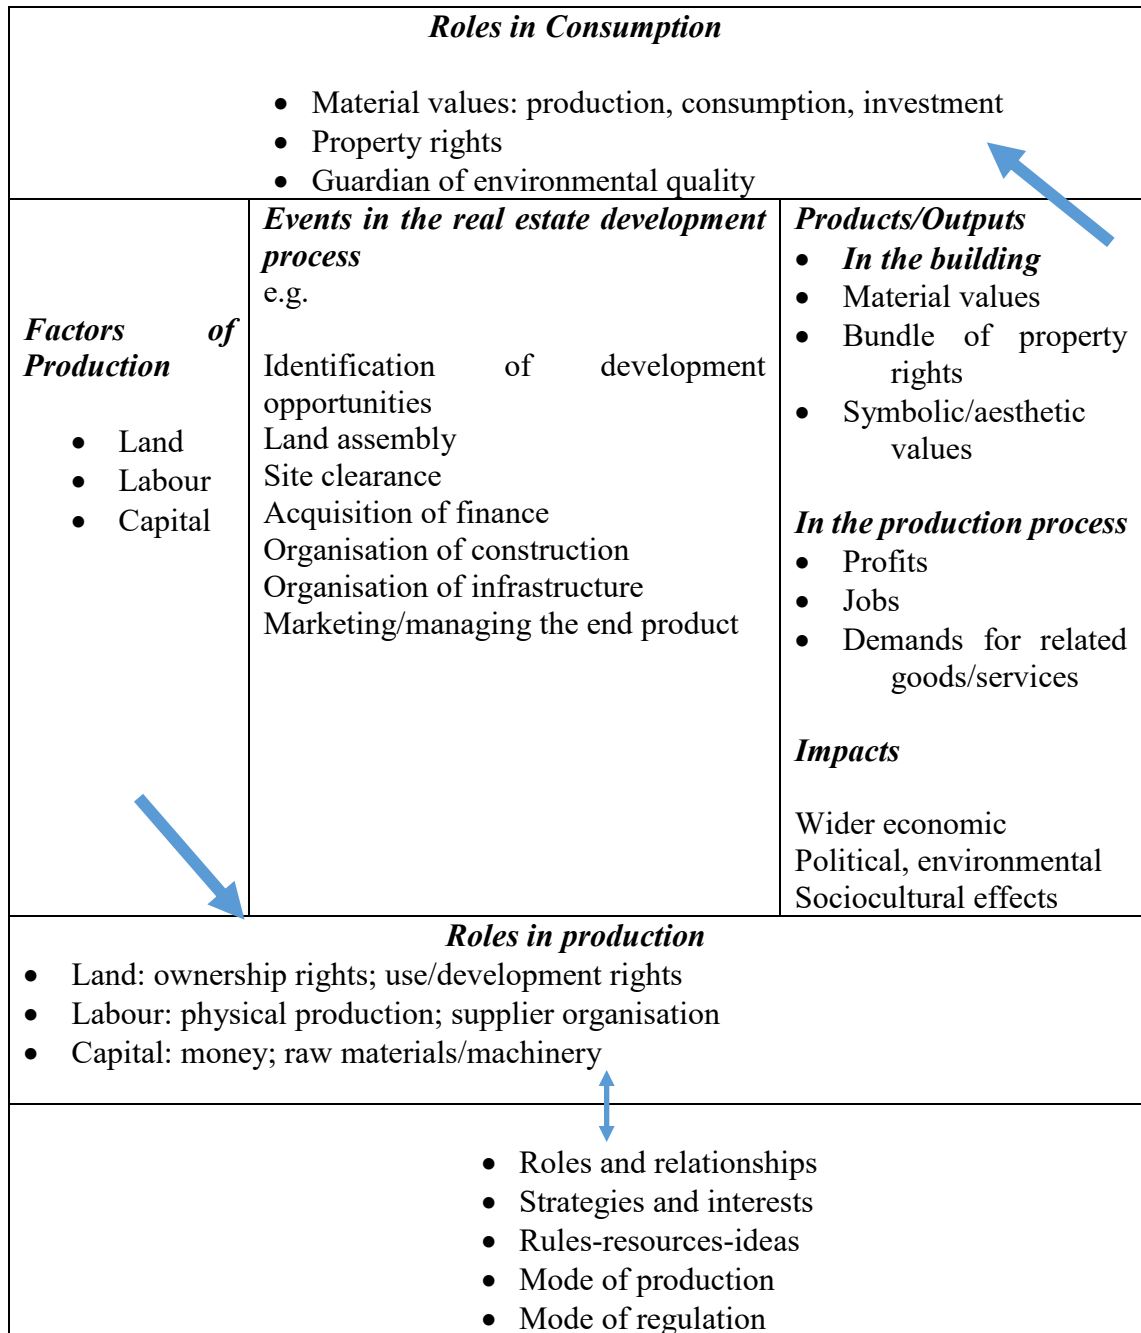 Roles in Consumption
• Material values: production, consumption, investment
• Property rights
• Guardian of environmental quality
Factors of
Production
• Land
• Labour
• Capital
Events in the real estate development
process
e.g.
Identification of development
opportunities
Land assembly
Site clearance
Acquisition of finance
Organisation of construction
Organisation of infrastructure
Marketing/managing the end product
Products/Outputs
• In the building
• Material values
• Bundle of property
rights
• Symbolic/aesthetic
values
In the production process
• Profits
• Jobs
• Demands for related
goods/services
Impacts
Wider economic
Political, environmental
Sociocultural effects
Roles in production
• Land: ownership rights; use/development rights
• Labour: physical production; supplier organisation
• Capital: money; raw materials/machinery
• Roles and relationships
• Strategies and interests
• Rules-resources-ideas
• Mode of production
• Mode of regulation